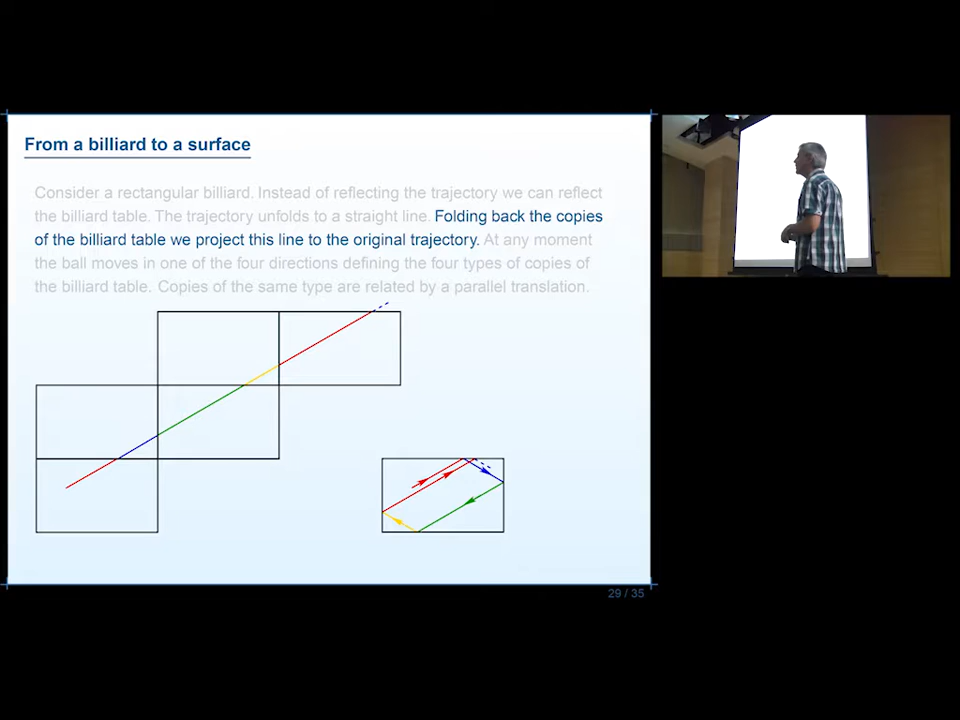 From a billiard to a surface
Consider a rectangular billiard. Instead of reflecting the trajectory we can reflect
the billiard table. The trajectory unfolds to a straight line. Folding back the copies
of the billiard table we project this line to the original trajectory. At any moment
the ball moves in one of the four directions defining the four types of copies of
the billiard table. Copies of the same type are related by a parallel translation.
29 / 35